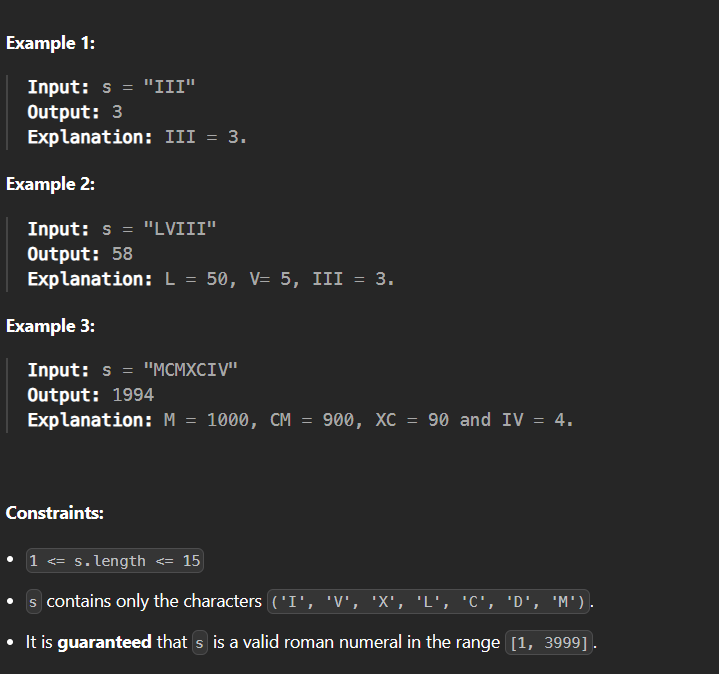 Example 1:
Input: s = "III"
Output: 3
Explanation: III = 3.
Example 2:
Input: s = "LVIII"
Output: 58
Explanation: L = 50, V= 5, III = 3.
Example 3:
Input: s = "MCMXCIV"
Output: 1994
Explanation: M = 1000, CM = 900, XC = 90 and IV = 4.
Constraints:
• 1 <= s.length <= 15
• s contains only the characters ('I', 'V', 'X', 'L', 'C', 'D', 'M').
• It is guaranteed that s is a valid roman numeral in the range [1, 3999].